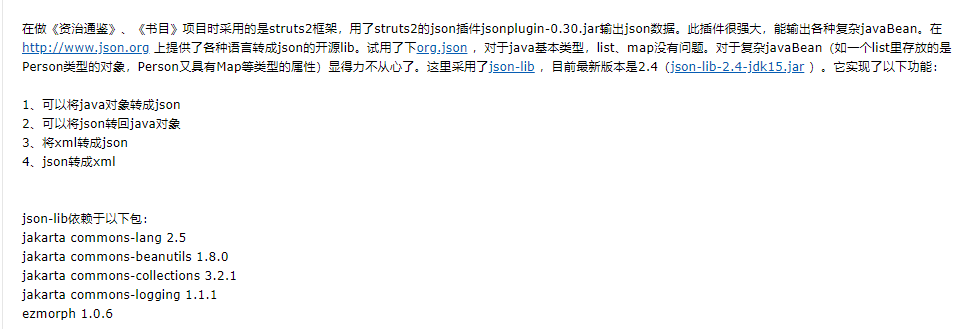 在做《资治通鉴》、《书目》项目时采用的是struts2框架，用了struts2的json插件jsonplugin-0.30.jar输出json数据。此插件很强大，能输出各种复杂javaBean。在
http://www.json.org 上提供了各种语言转成json的开源lib。试用了下org.json ，对于java基本类型，list、map没有问题。对于复杂javaBean（如一个list里存放的是
Person类型的对象，Person又具有Map等类型的属性）显得力不从心了。这里采用了json-lib ，目前最新版本是2.4（json-lib-2.4-jdk15.jar ）。它实现了以下功能：
1、可以将java对象转成json
2、可以将json转回java对象
3、将xml转成json
4、json转成xml
json-lib依赖于以下包：
jakarta commons-lang 2.5
jakarta commons-beanutils 1.8.0
jakarta commons-collections 3.2.1
jakarta commons-logging 1.1.1
ezmorph 1.0.6